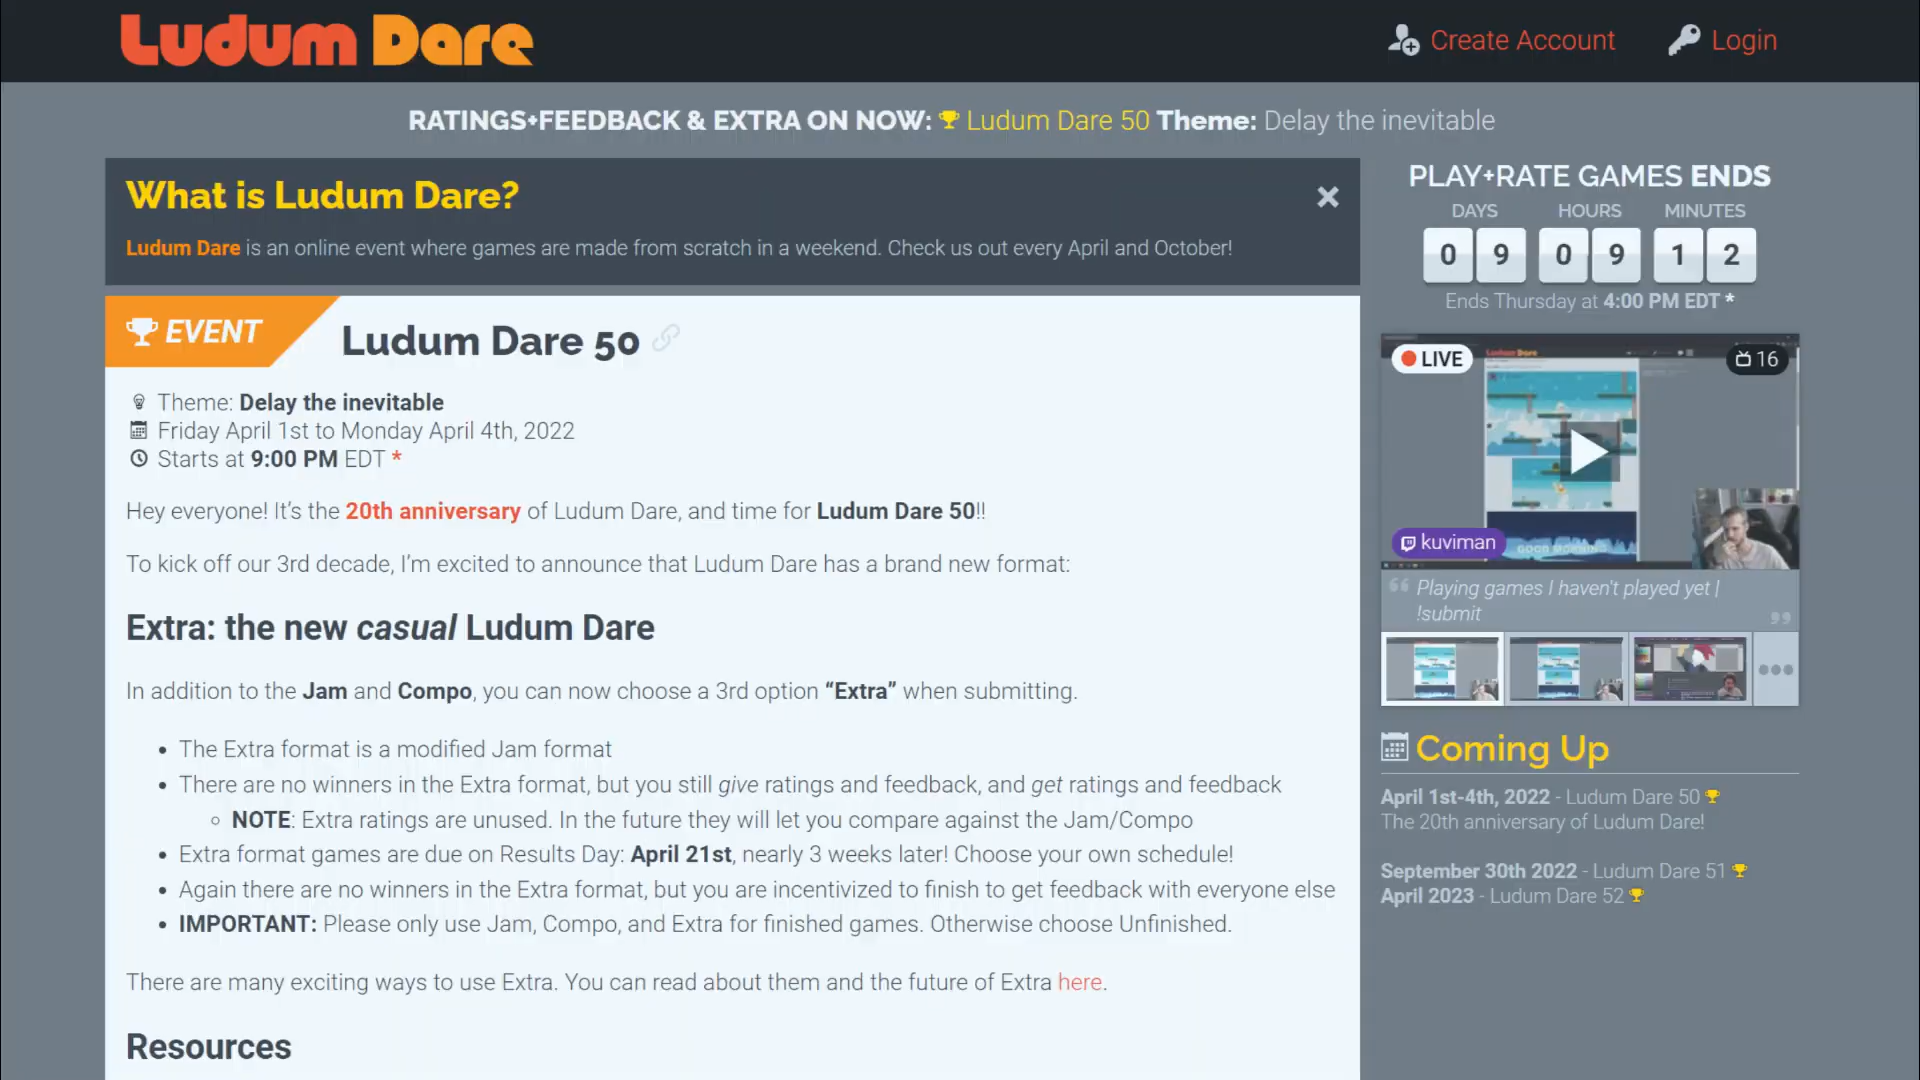 Ludum Dare
Create Account
Login
RATINGS+FEEDBACK & EXTRA ON NOW: Ludum Dare 50 Theme: Delay the inevitable
What is Ludum Dare?
Ludum Dare is an online event where games are made from scratch in a weekend. Check us out every April and October!
EVENT
Ludum Dare 50
Theme: Delay the inevitable
Friday April 1st to Monday April 4th, 2022
Starts at 9:00 PM EDT *
Hey everyone! It's the 20th anniversary of Ludum Dare, and time for Ludum Dare 50!!
To kick off our 3rd decade, I'm excited to announce that Ludum Dare has a brand new format:
Extra: the new casual Ludum Dare
In addition to the Jam and Compo, you can now choose a 3rd option “Extra” when submitting.
• The Extra format is a modified Jam format
• There are no winners in the Extra format, but you still give ratings and feedback, and get ratings and feedback
◦ NOTE: Extra ratings are unused. In the future they will let you compare against the Jam/Compo
• Extra format games are due on Results Day: April 21st, nearly 3 weeks later! Choose your own schedule!
• Again there are no winners in the Extra format, but you are incentivized to finish to get feedback with everyone else
• IMPORTANT: Please only use Jam, Compo, and Extra for finished games. Otherwise choose Unfinished.
There are many exciting ways to use Extra. You can read about them and the future of Extra here.
Resources
PLAY+RATE GAMES ENDS
DAYS HOURS MINUTES
0 9 0 9 1 2
Ends Thursday at 4:00 PM EDT *
LIVE
16
Ludum Dare
GOOD MORNING
kuviman
“ Playing games I haven't played yet |
!submit ”
Coming Up
April 1st-4th, 2022 - Ludum Dare 50
The 20th anniversary of Ludum Dare!
September 30th 2022 - Ludum Dare 51
April 2023 - Ludum Dare 52